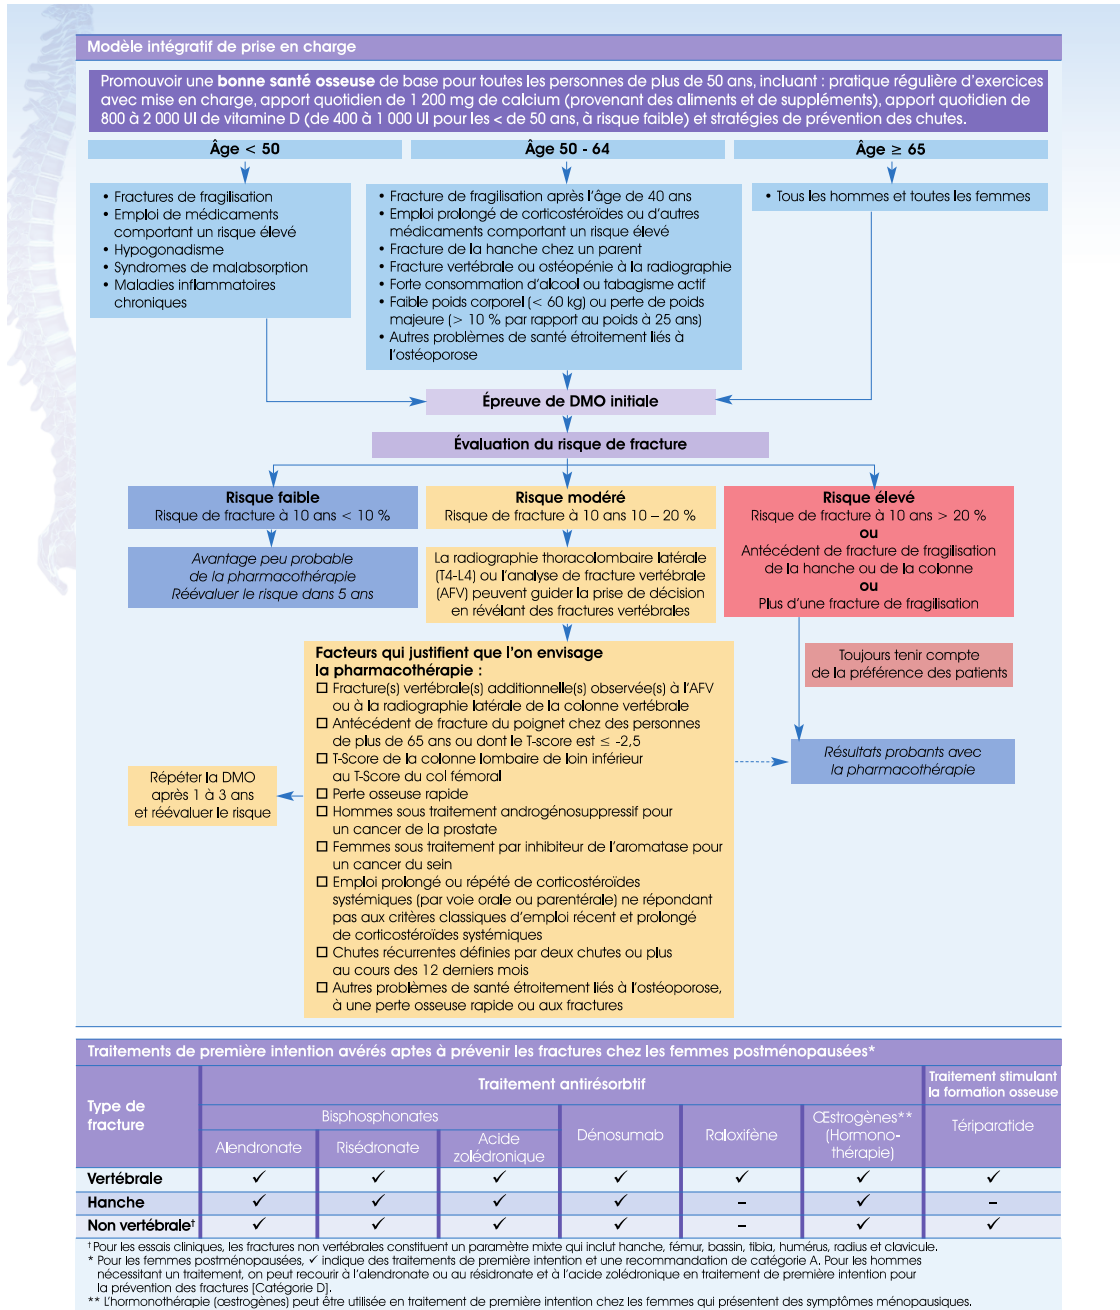 Modèle intégratif de prise en charge
Promouvoir une bonne santé osseuse de base pour toutes les personnes de plus de 50 ans, incluant : pratique régulière d'exercices
avec mise en charge, apport quotidien de 1 200 mg de calcium (provenant des aliments et de suppléments), apport quotidien de
800 à 2 000 UI de vitamine D (de 400 à 1 000 UI pour les < de 50 ans, à risque faible) et stratégies de prévention des chutes.
Âge < 50
• Fractures de fragilisation
• Emploi de médicaments
comportant un risque élevé
• Hypogonadisme
• Syndromes de malabsorption
• Maladies inflammatoires
chroniques
Âge 50 - 64
• Fracture de fragilisation après l'âge de 40 ans
• Emploi prolongé de corticostéroïdes ou d'autres
médicaments comportant un risque élevé
• Fracture de la hanche chez un parent
• Fracture vertébrale ou ostéopénie à la radiographie
• Forte consommation d'alcool ou tabagisme actif
• Faible poids corporel (< 60 kg) ou perte de poids
majeure (> 10 % par rapport au poids à 25 ans)
• Autres problèmes de santé étroitement liés à
l'ostéoporose
Âge ≥ 65
• Tous les hommes et toutes les femmes
Épreuve de DMO initiale
Évaluation du risque de fracture
Risque faible
Risque de fracture à 10 ans < 10 %
Avantage peu probable
de la pharmacothérapie
Réévaluer le risque dans 5 ans
Risque modéré
Risque de fracture à 10 ans 10 – 20 %
La radiographie thoracolombaire latérale
(T4-L4) ou l'analyse de fracture vertébrale
(AFV) peuvent guider la prise de décision
en révélant des fractures vertébrales
Risque élevé
Risque de fracture à 10 ans > 20 %
ou
Antécédent de fracture de fragilisation
de la hanche ou de la colonne
ou
Plus d'une fracture de fragilisation
Toujours tenir compte
de la préférence des patients
Facteurs qui justifient que l'on envisage
la pharmacothérapie :
☐ Fracture(s) vertébrale(s) additionnelle(s) observée(s) à l'AFV
ou à la radiographie latérale de la colonne vertébrale
☐ Antécédent de fracture du poignet chez des personnes
de plus de 65 ans ou dont le T-score est ≤ -2,5
☐ T-Score de la colonne lombaire de loin inférieur
au T-Score du col fémoral
☐ Perte osseuse rapide
☐ Hommes sous traitement androgénosuppressif pour
un cancer de la prostate
☐ Femmes sous traitement par inhibiteur de l'aromatase pour
un cancer du sein
☐ Emploi prolongé ou répété de corticostéroïdes
systémiques (par voie orale ou parentérale) ne répondant
pas aux critères classiques d'emploi récent et prolongé
de corticostéroïdes systémiques
☐ Chutes récurrentes définies par deux chutes ou plus
au cours des 12 derniers mois
☐ Autres problèmes de santé étroitement liés à l'ostéoporose,
à une perte osseuse rapide ou aux fractures
Répéter la DMO
après 1 à 3 ans
et réévaluer le risque
Résultats probants avec
la pharmacothérapie
Traitements de première intention avérés aptes à prévenir les fractures chez les femmes postménopausées*
Type de
fracture
Traitement antirésorbtif
Traitement stimulant
la formation osseuse
Bisphosphonates
Alendronate
Risédronate
Acide
zolédronique
Dénosumab
Raloxifène
Œstrogènes**
(Hormono-
thérapie)
Tériparatide
Vertébrale ✓ ✓ ✓ ✓ ✓ ✓ ✓
Hanche ✓ ✓ ✓ ✓ – ✓ –
Non vertébrale† ✓ ✓ ✓ ✓ – ✓ ✓
†Pour les essais cliniques, les fractures non vertébrales constituent un paramètre mixte qui inclut hanche, fémur, bassin, tibia, humérus, radius et clavicule.
* Pour les femmes postménopausées, ✓ indique des traitements de première intention et une recommandation de catégorie A. Pour les hommes
nécessitant un traitement, on peut recourir à l'alendronate ou au résidronate et à l'acide zolédronique en traitement de première intention pour
la prévention des fractures [Catégorie D].
** L'hormonothérapie (œstrogènes) peut être utilisée en traitement de première intention chez les femmes qui présentent des symptômes ménopausiques.